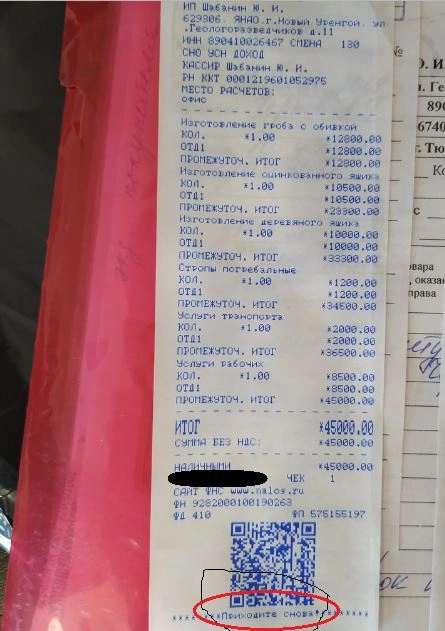 ИП Шабанин Ю. И.
629306, ЯНАО,г.Новый Уренгой, ул
.Геологоразведчиков д.11
ИНН 890410026467 СМЕНА 130
СНО УСН ДОХОД
КАССИР Шабанин Ю. И.
РН ККТ 0001219601052975
МЕСТО РАСЧЕТОВ:
ОФИС
Изготовление гроба с обивкой
КОЛ. *1.00 *12800.00
ОТД1 *12800.00
ПРОМЕЖУТОЧ. ИТОГ *12800.00
Изготовление оцинкованного ящика
КОЛ. *1.00 *10500.00
ОТД1 *10500.00
ПРОМЕЖУТОЧ. ИТОГ *23300.00
Изготовление деревяного ящика
КОЛ. *1.00 *10000.00
ОТД1 *10000.00
ПРОМЕЖУТОЧ. ИТОГ *33300.00
Стропы погребальные
КОЛ. *1.00 *1200.00
ОТД1 *1200.00
ПРОМЕЖУТОЧ. ИТОГ *34500.00
Услуги транспорта
КОЛ. *1.00 *2000.00
ОТД1 *2000.00
ПРОМЕЖУТОЧ. ИТОГ *36500.00
Услуги рабочих
КОЛ. *1.00 *8500.00
ОТД1 *8500.00
ПРОМЕЖУТОЧ. ИТОГ *45000.00
ИТОГ *45000.00
СУММА БЕЗ НДС: *45000.00
НАЛИЧНЫМИ *45000.00
ЧЕК 1
САЙТ ФНС www.nalog.ru
ФН 9282000100190263
ФД 410 ФП 575155197
Приходите снова!
№
О. И
г. Тю
овара
, оказан
права